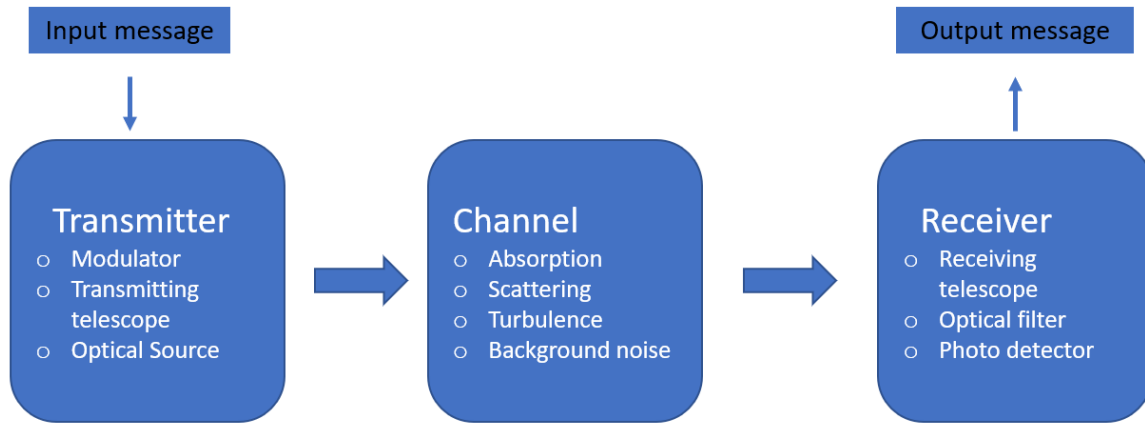 Input message
Output message
Transmitter
o Modulator
o Transmitting
telescope
o Optical Source
Channel
o Absorption
o Scattering
o Turbulence
o Background noise
Receiver
o Receiving
telescope
o Optical filter
o Photo detector